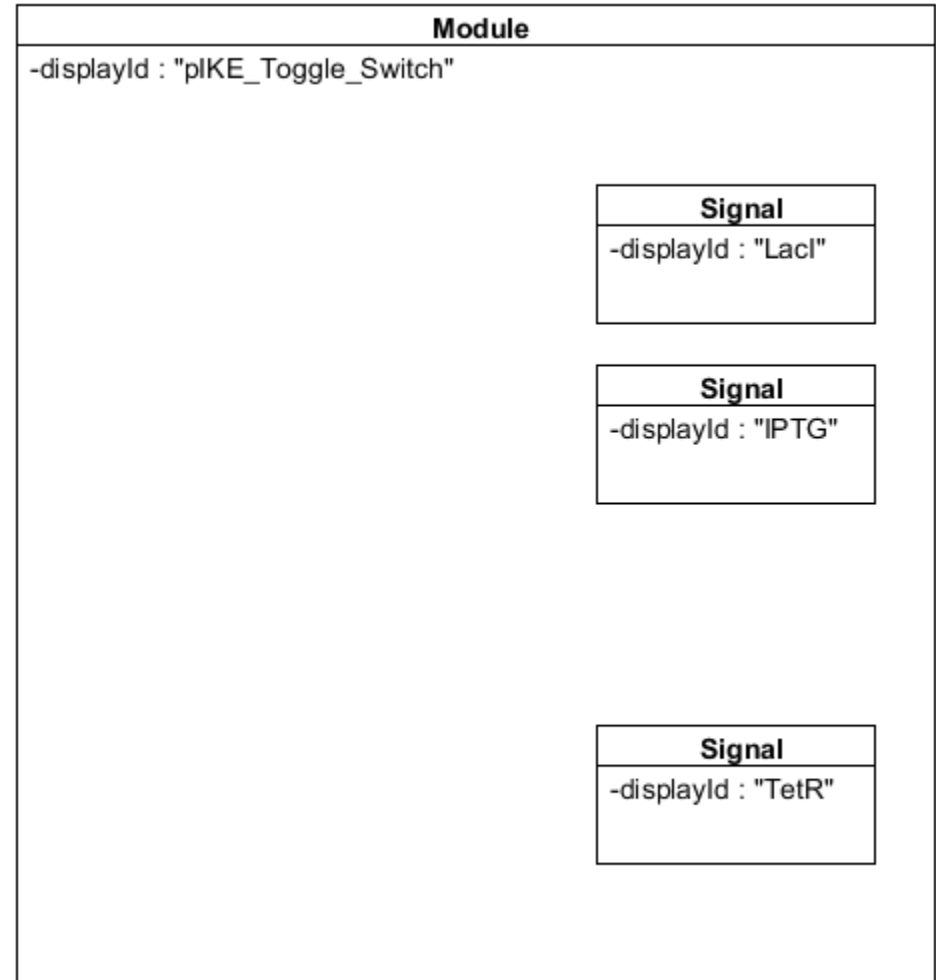 Module
-displayId : "pIKE_Toggle_Switch"
Signal
-displayId : "LacI"
Signal
-displayId : "IPTG"
Signal
-displayId : "TetR"